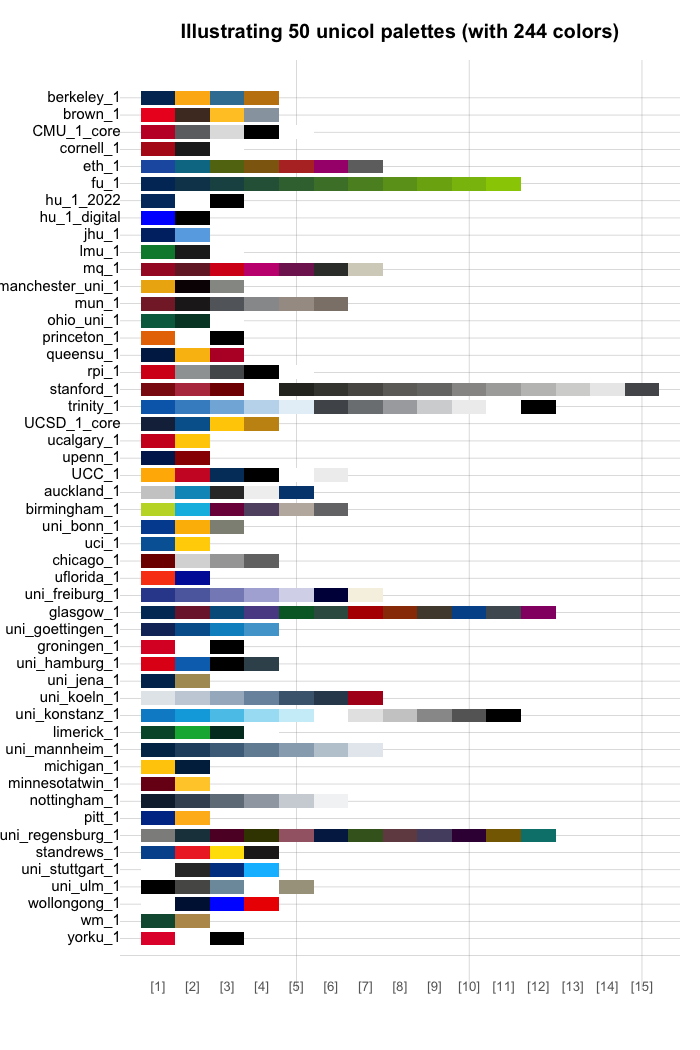 Illustrating 50 unicol palettes (with 244 colors)
berkeley_1
brown_1
CMU_1_core
cornell_1
eth_1
fu_1
hu_1_2022
hu_1_digital
jhu_1
lmu_1
mq_1
manchester_uni_1
mun_1
ohio_uni_1
princeton_1
queensu_1
rpi_1
stanford_1
trinity_1
UCSD_1_core
ucalgary_1
upenn_1
UCC_1
auckland_1
birmingham_1
uni_bonn_1
uci_1
chicago_1
uflorida_1
uni_freiburg_1
glasgow_1
uni_goettingen_1
groningen_1
uni_hamburg_1
uni_jena_1
uni_koeln_1
uni_konstanz_1
limerick_1
uni_mannheim_1
michigan_1
minnesotatwin_1
nottingham_1
pitt_1
uni_regensburg_1
standrews_1
uni_stuttgart_1
uni_ulm_1
wollongong_1
wm_1
yorku_1
[1] [2] [3] [4] [5] [6] [7] [8] [9] [10] [11] [12] [13] [14] [15]